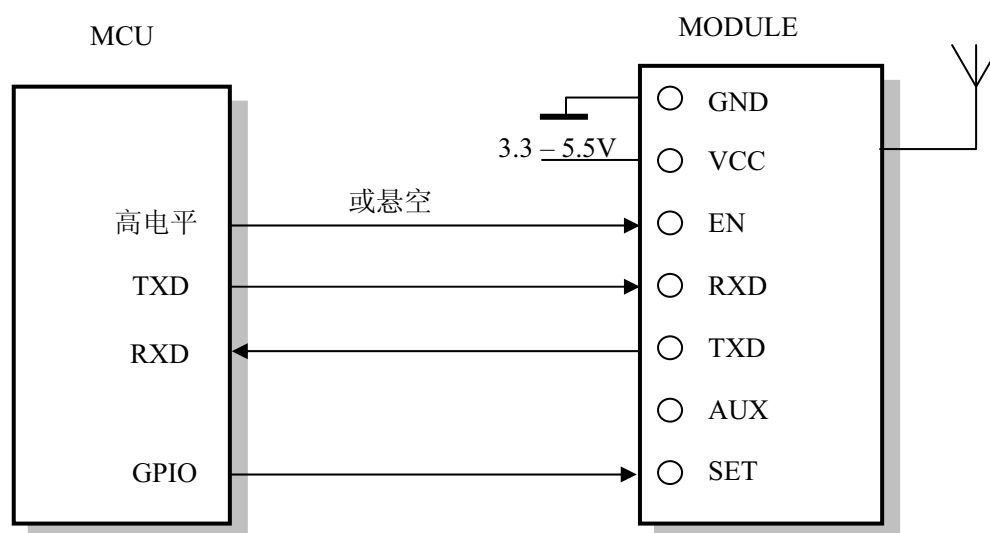 MCU
MODULE
GND
3.3 – 5.5V
VCC
高电平
或悬空
EN
TXD
RXD
RXD
TXD
AUX
GPIO
SET